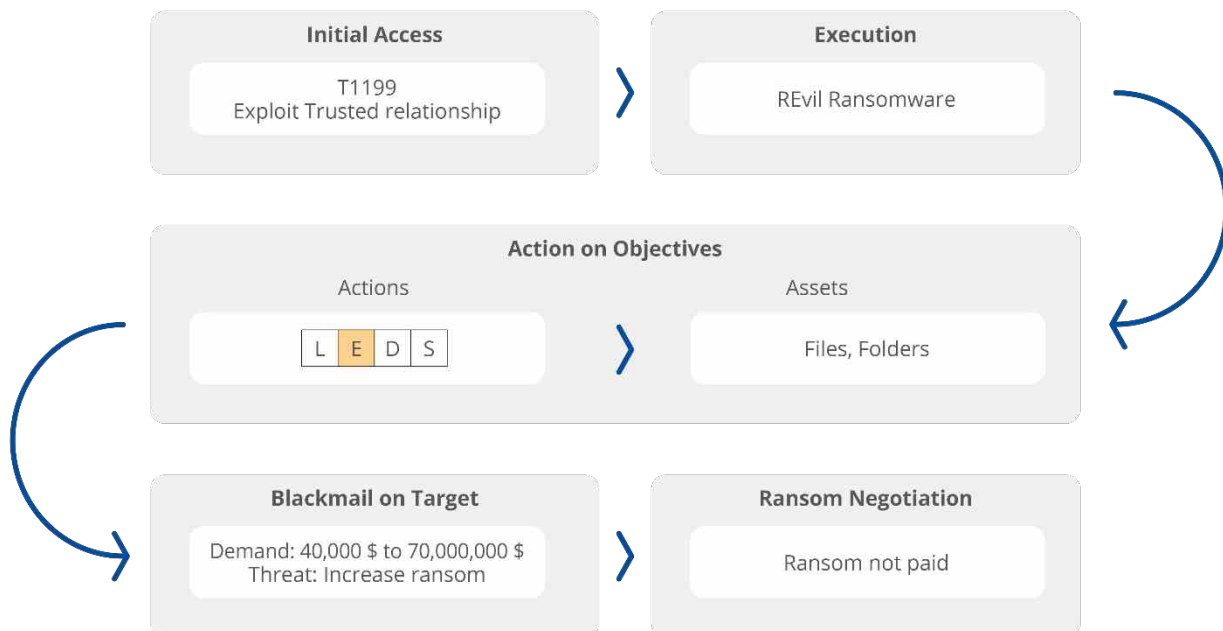 Initial Access
T1199
Exploit Trusted relationship
Execution
REvil Ransomware
Action on Objectives
Actions
L E D S
Assets
Files, Folders
Blackmail on Target
Demand: 40,000 $ to 70,000,000 $
Threat: Increase ransom
Ransom Negotiation
Ransom not paid